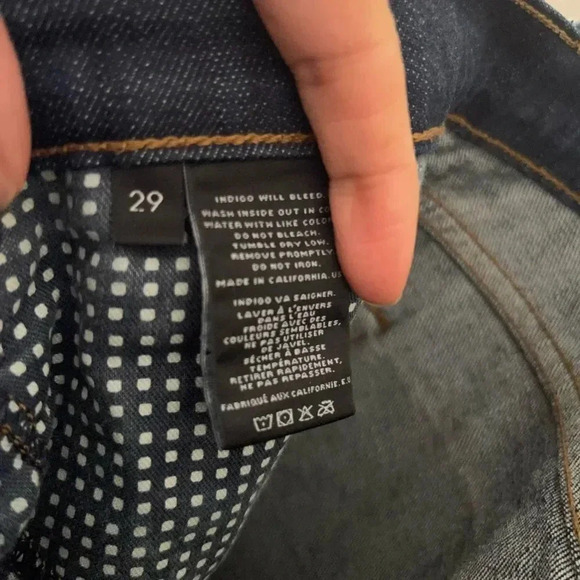 29
INDIGO WILL BLEED.
WASH INSIDE OUT IN
WATER WITH LIKE
DO NOT BLEACH.
TUMBLE DRY LOW.
REMOVE PROMPTLY
DO NOT IRON.
MADE IN CALIFORNIA,
INDIGO VA SAIGNER.
LAVER À L'ENVERS
DANS L'EAU
FROIDE AVEC DES
COULEURS SEMBLABLES,
NE PAS UTILISER
DE JAVEL.
SÉCHER À BASSE
TEMPÉRATURE.
RETIRER RAPIDEMENT,
NE PAS REPASSER.
FABRIQUÉ AUX CALIFORNIE,